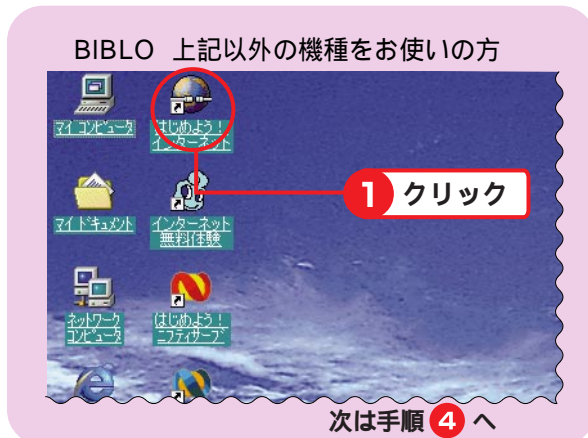 BIBLO 上記以外の機種をお使いの方
マイ コンピュータ
はじめよう!
インターネット
1 クリック
マイ ドキュメント
インターネット
無料体験
ネットワーク
コンピュータ
はじめよう!
ニフティサーブ
次は手順 4 へ